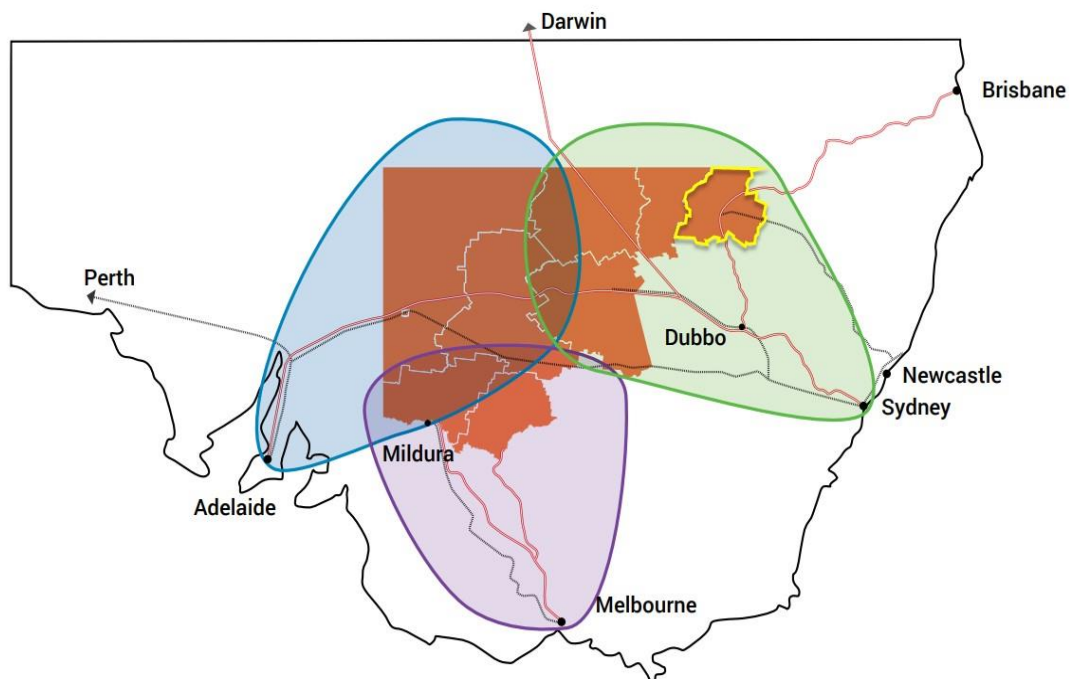 Darwin
Brisbane
Perth
Dubbo
Newcastle
Sydney
Mildura
Adelaide
Melbourne